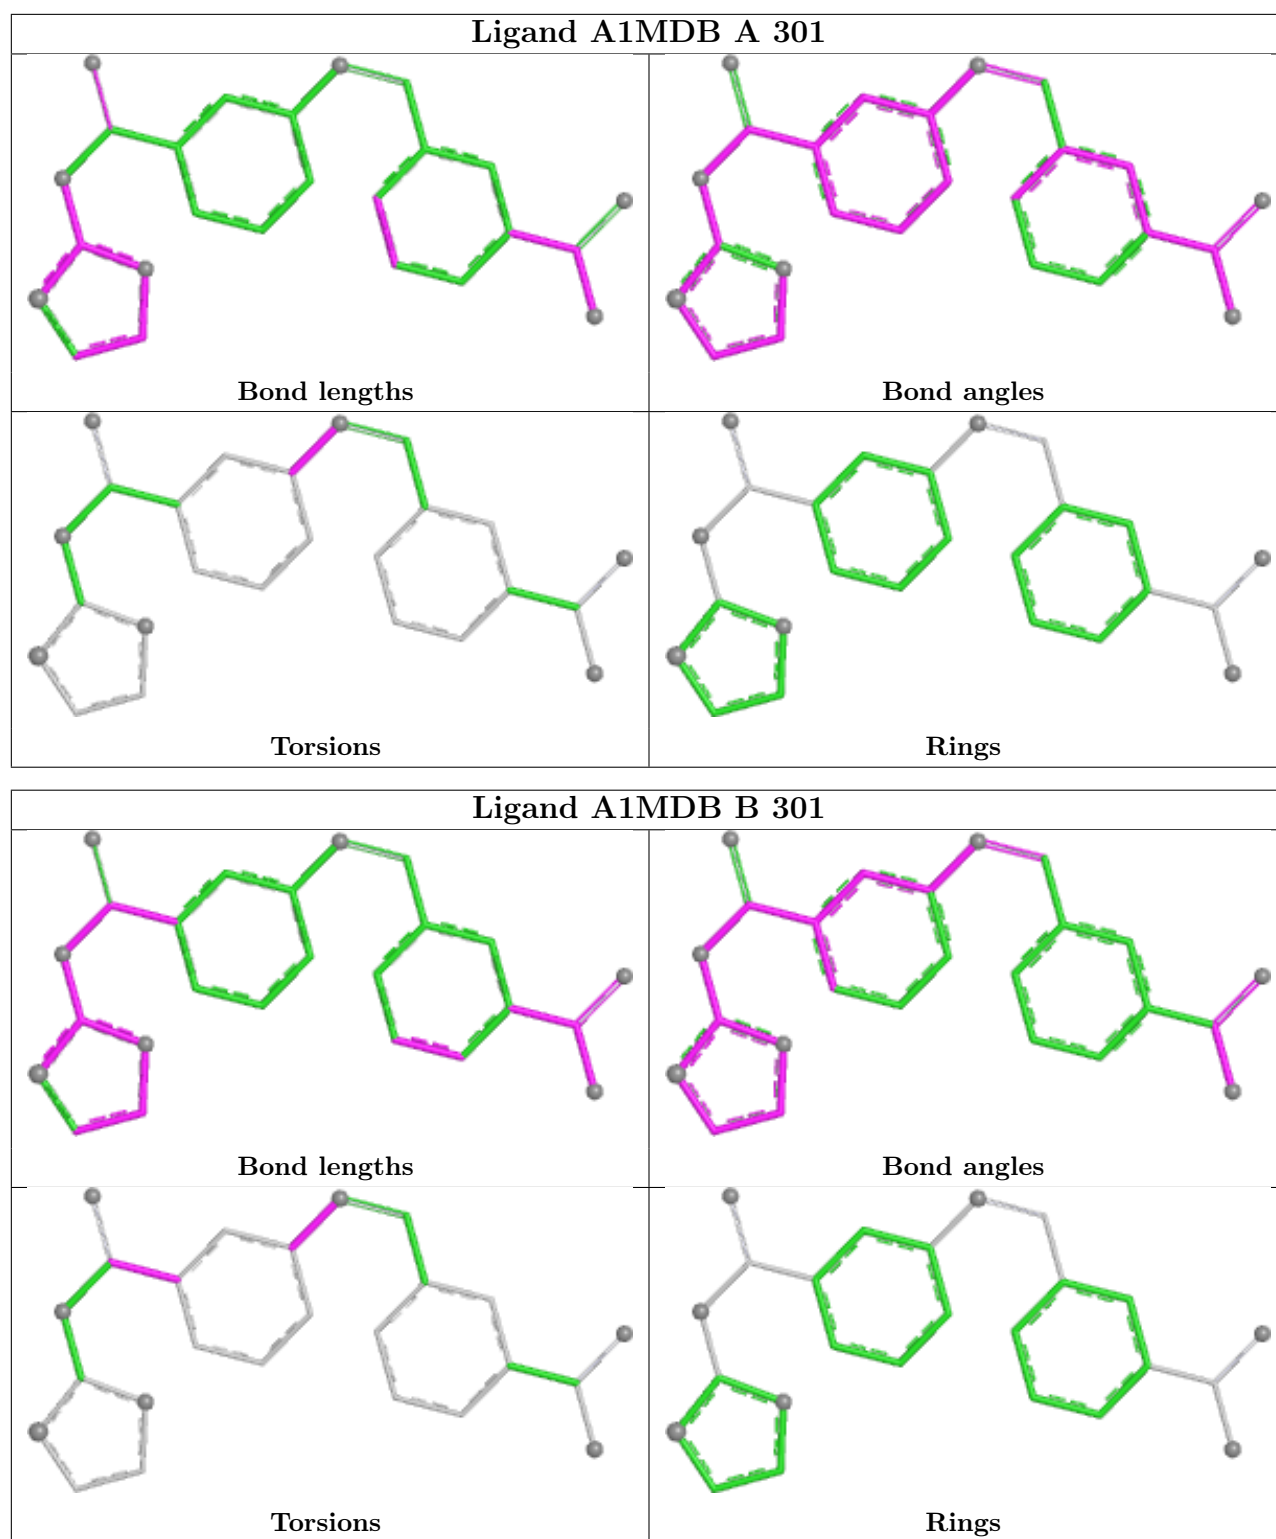 Ligand A1MDB A 301
Bond lengths
Bond angles
Torsions
Rings
Ligand A1MDB B 301
Bond lengths
Bond angles
Torsions
Rings